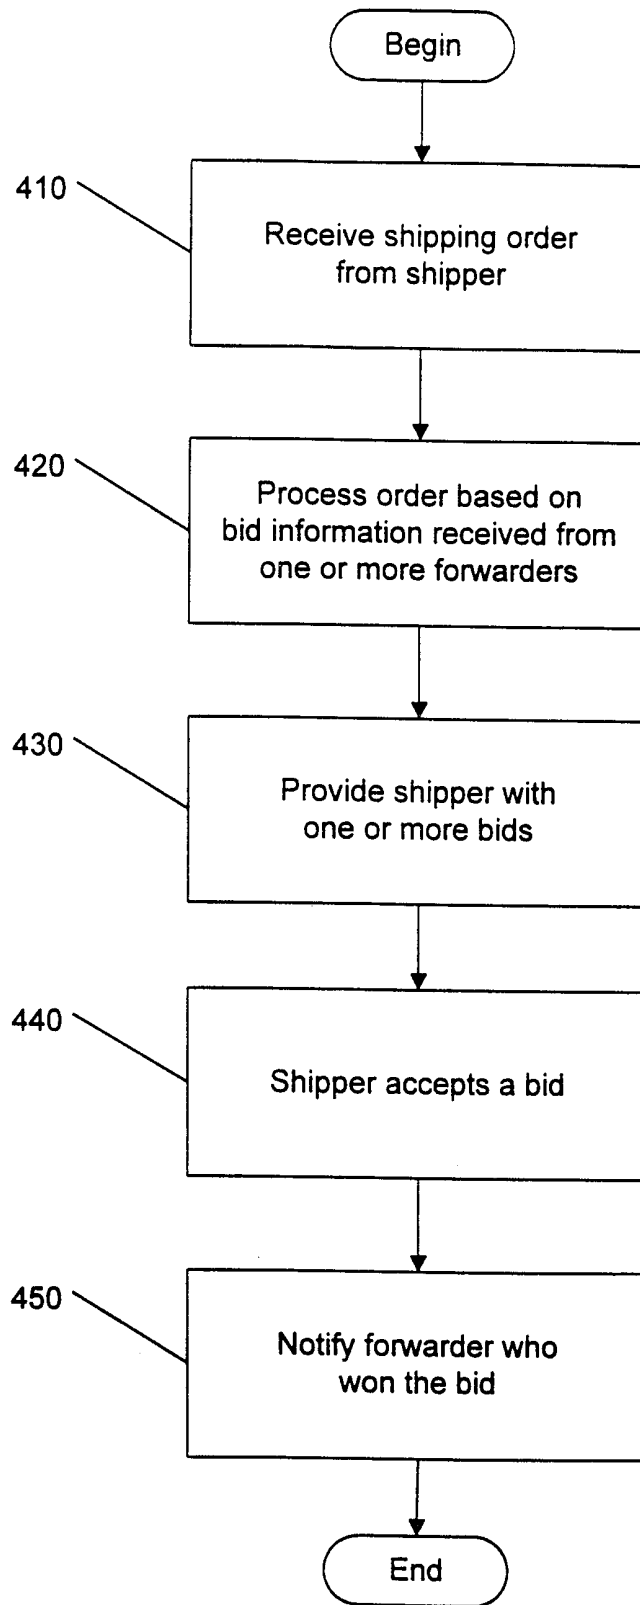 Begin
410
Receive shipping order
from shipper
420
Process order based on
bid information received from
one or more forwarders
430
Provide shipper with
one or more bids
440
Shipper accepts a bid
450
Notify forwarder who
won the bid
End